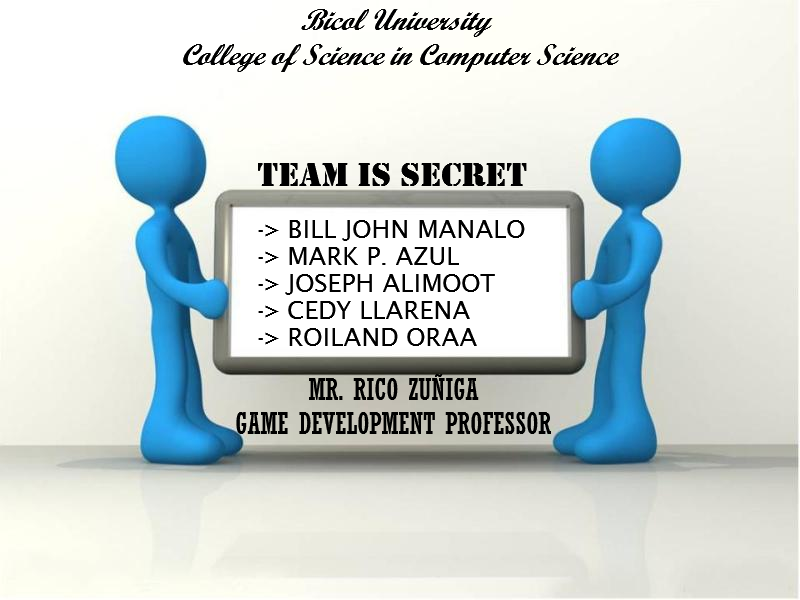 Bicol University
College of Science in Computer Science
TEAM IS SECRET
-> BILL JOHN MANALO
-> MARK P. AZUL
-> JOSEPH ALIMOOT
-> CEDY LLARENA
-> ROILAND ORAA
MR. RICO ZUÑIGA
GAME DEVELOPMENT PROFESSOR